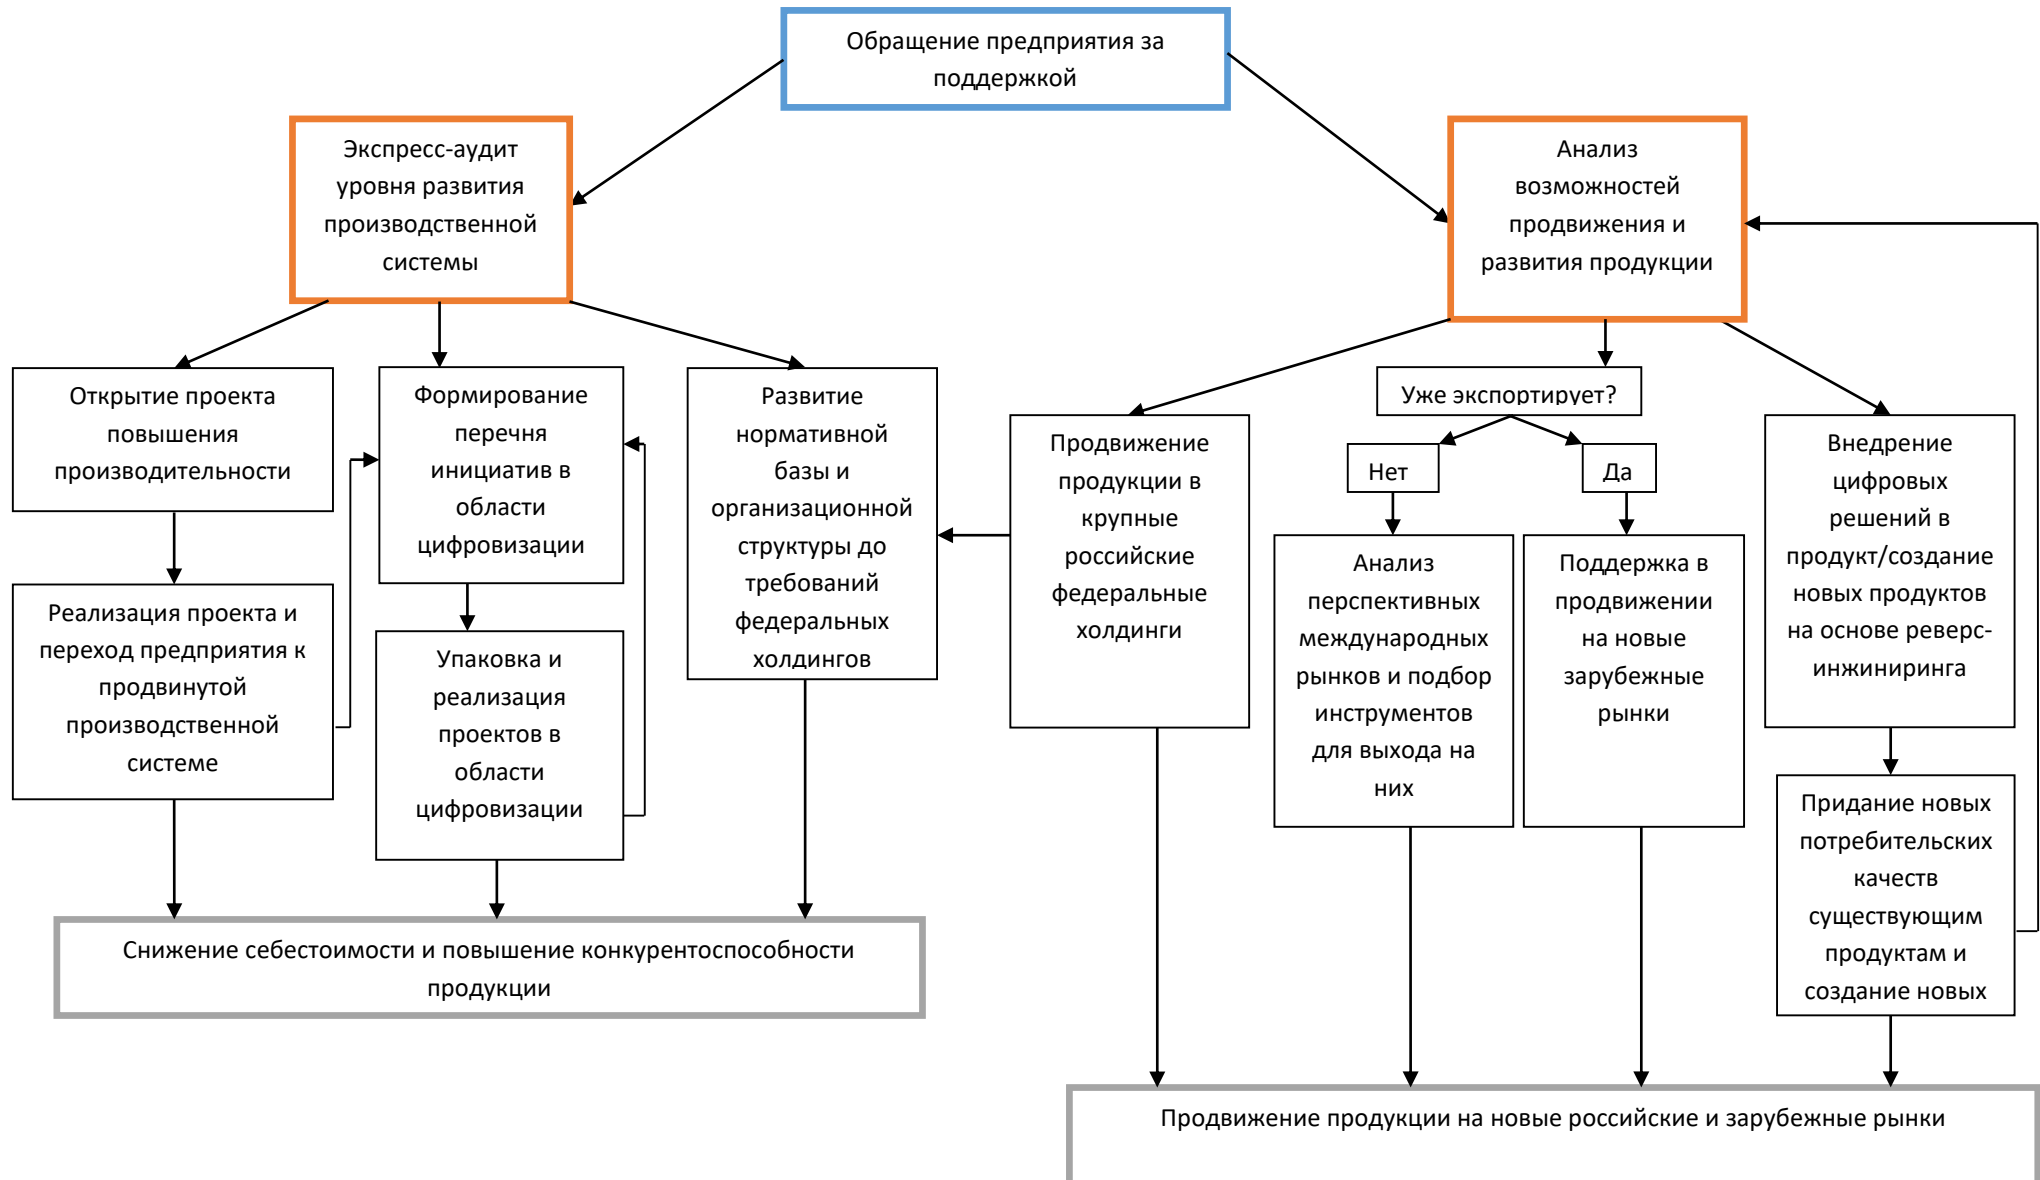 Обращение предприятия за
поддержкой
Экспресс-аудит
уровня развития
производственной
системы
Анализ
возможностей
продвижения и
развития продукции
Открытие проекта
повышения
производительности
Формирование
перечня
инициатив в
области
цифровизации
Развитие
нормативной
базы и
организационной
структуры до
требований
федеральных
холдингов
Продвижение
продукции в
крупные
российские
федеральные
холдинги
Уже экспортирует?
Нет
Да
Внедрение
цифровых
решений в
продукт/создание
новых продуктов
на основе реверс-
инжиниринга
Реализация проекта и
переход предприятия к
продвинутой
производственной
системе
Упаковка и
реализация
проектов в
области
цифровизации
Анализ
перспективных
международных
рынков и подбор
инструментов
для выхода на
них
Поддержка в
продвижении
на новые
зарубежные
рынки
Придание новых
потребительских
качеств
существующим
продуктам и
создание новых
Снижение себестоимости и повышение конкурентоспособности
продукции
Продвижение продукции на новые российские и зарубежные рынки